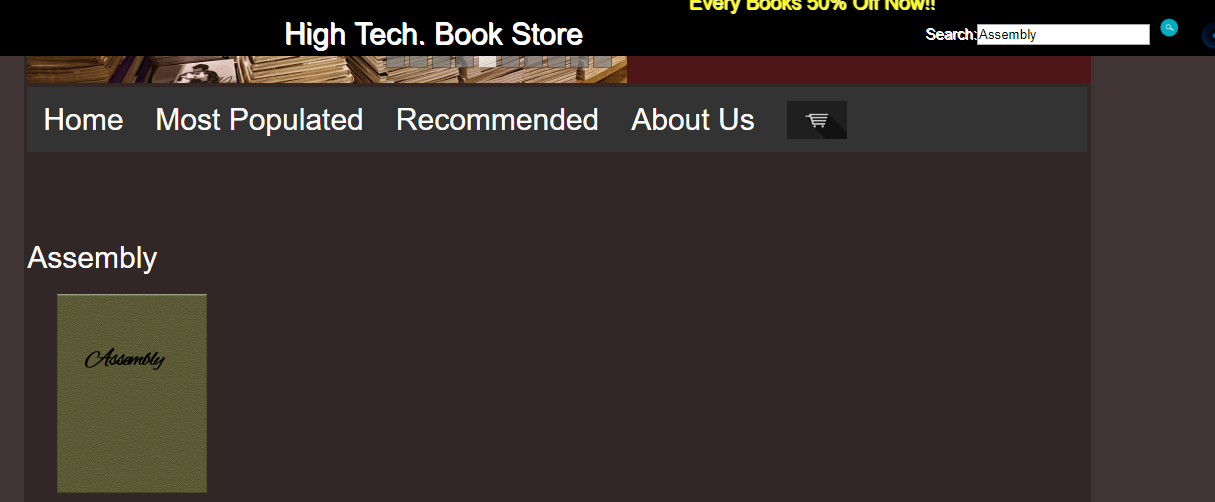 Every Books 50% Off Now!!
High Tech. Book Store
Search:Assembly
Home Most Populated Recommended About Us
Assembly
Assembly